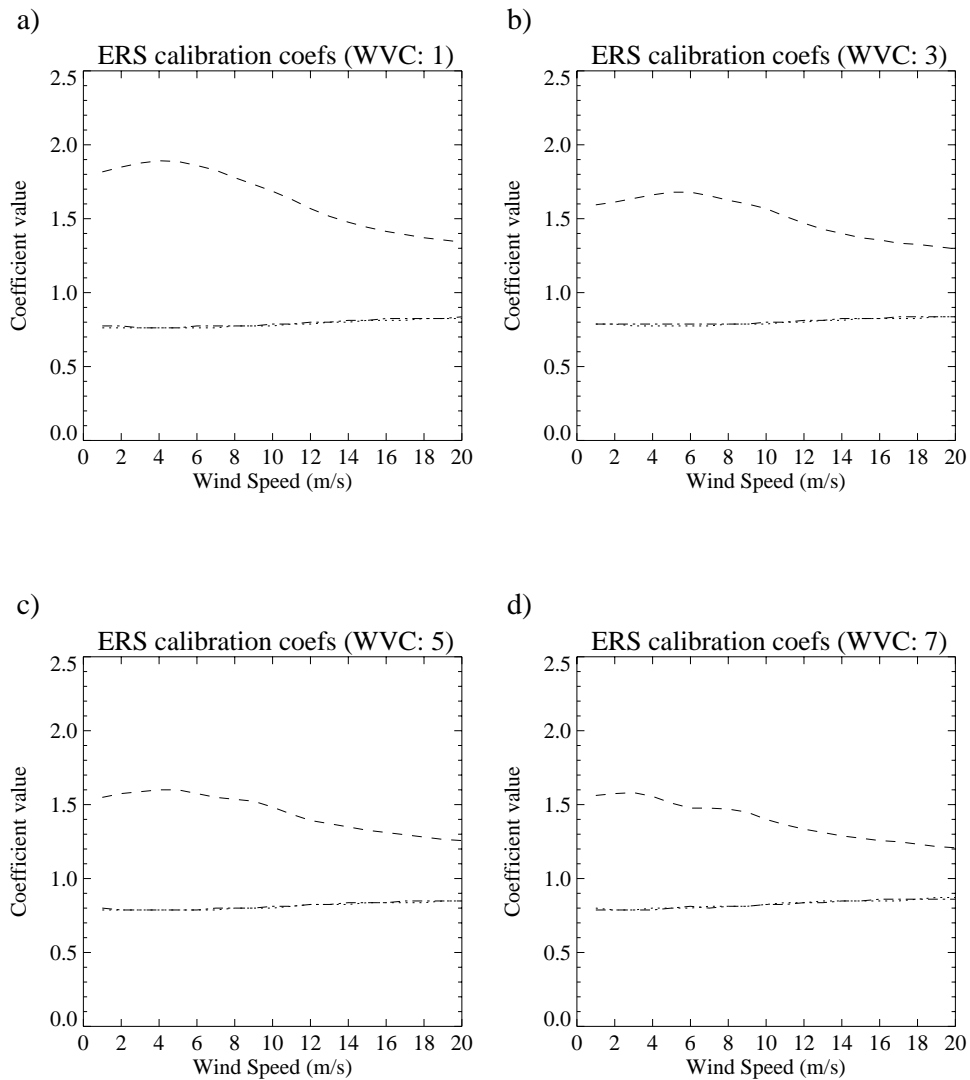 a)
ERS calibration coefs (WVC: 1)
2.5
2.0
1.5
1.0
0.5
0.0
Coefficient value
0 2 4 6 8 10 12 14 16 18 20
Wind Speed (m/s)
b)
ERS calibration coefs (WVC: 3)
2.5
2.0
1.5
1.0
0.5
0.0
Coefficient value
0 2 4 6 8 10 12 14 16 18 20
Wind Speed (m/s)
c)
ERS calibration coefs (WVC: 5)
2.5
2.0
1.5
1.0
0.5
0.0
Coefficient value
0 2 4 6 8 10 12 14 16 18 20
Wind Speed (m/s)
d)
ERS calibration coefs (WVC: 7)
2.5
2.0
1.5
1.0
0.5
0.0
Coefficient value
0 2 4 6 8 10 12 14 16 18 20
Wind Speed (m/s)